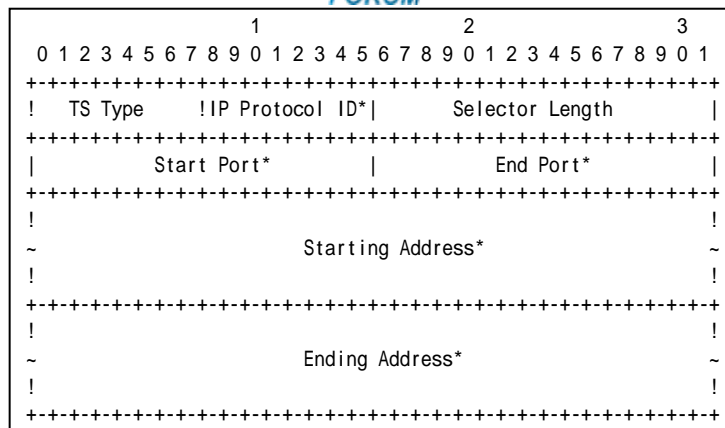 FORUM
1 2 3
0 1 2 3 4 5 6 7 8 9 0 1 2 3 4 5 6 7 8 9 0 1 2 3 4 5 6 7 8 9 0 1
+-+-+-+-+-+-+-+-+-+-+-+-+-+-+-+-+-+-+-+-+-+-+-+-+-+-+-+-+-+-+-+-+
! TS Type !IP Protocol ID*| Selector Length |
+-+-+-+-+-+-+-+-+-+-+-+-+-+-+-+-+-+-+-+-+-+-+-+-+-+-+-+-+-+-+-+-+
| Start Port* | End Port* |
+-+-+-+-+-+-+-+-+-+-+-+-+-+-+-+-+-+-+-+-+-+-+-+-+-+-+-+-+-+-+-+-+
! !
~ Starting Address* ~
! !
+-+-+-+-+-+-+-+-+-+-+-+-+-+-+-+-+-+-+-+-+-+-+-+-+-+-+-+-+-+-+-+-+
! !
~ Ending Address* ~
! !
+-+-+-+-+-+-+-+-+-+-+-+-+-+-+-+-+-+-+-+-+-+-+-+-+-+-+-+-+-+-+-+-+